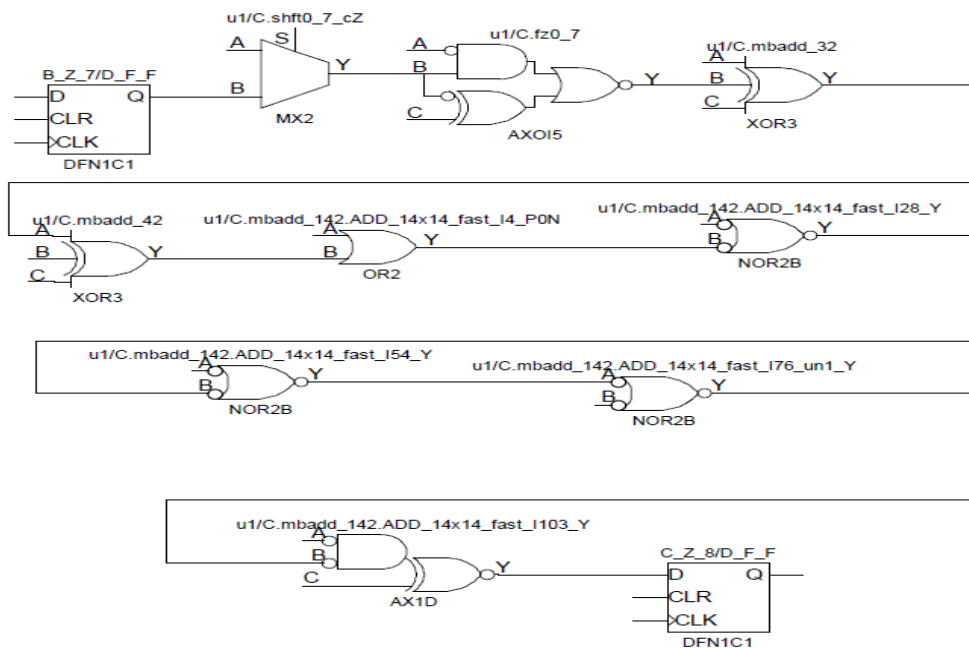 u1/C.shft0_7_cZ
A
S
Y
B
MX2
B_Z_7/D_F_F
D Q
CLR
CLK
DFN1C1
u1/C.fz0_7
A
B
C
Y
AXOI5
u1/C.mbadd_32
A
B
C
Y
XOR3
u1/C.mbadd_42
A
B
C
Y
XOR3
u1/C.mbadd_142.ADD_14x14_fast_I4_P0N
A
B
Y
OR2
u1/C.mbadd_142.ADD_14x14_fast_I28_Y
A
B
Y
NOR2B
u1/C.mbadd_142.ADD_14x14_fast_I54_Y
A
B
Y
NOR2B
u1/C.mbadd_142.ADD_14x14_fast_I76_un1_Y
A
B
Y
NOR2B
u1/C.mbadd_142.ADD_14x14_fast_I103_Y
A
B
C
Y
AX1D
C_Z_8/D_F_F
D Q
CLR
CLK
DFN1C1